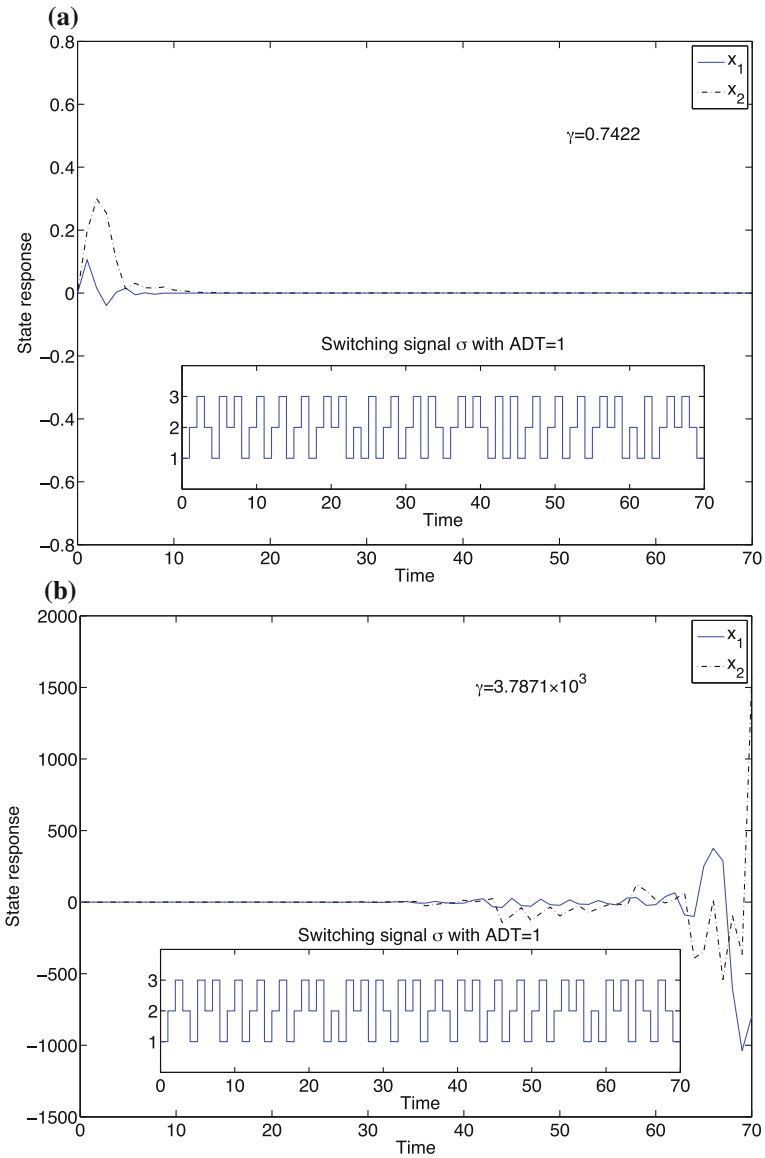 (a)
0.8
0.6
0.4
0.2
0
−0.2
−0.4
−0.6
−0.8
State response
x1
x2
γ=0.7422
Switching signal σ with ADT=1
3
2
1
0 10 20 30 40 50 60 70
Time
0 10 20 30 40 50 60 70
Time
(b)
2000
1500
1000
500
0
−500
−1000
−1500
State response
x1
x2
γ=3.7871×10^3
Switching signal σ with ADT=1
3
2
1
0 10 20 30 40 50 60 70
Time
0 10 20 30 40 50 60 70
Time